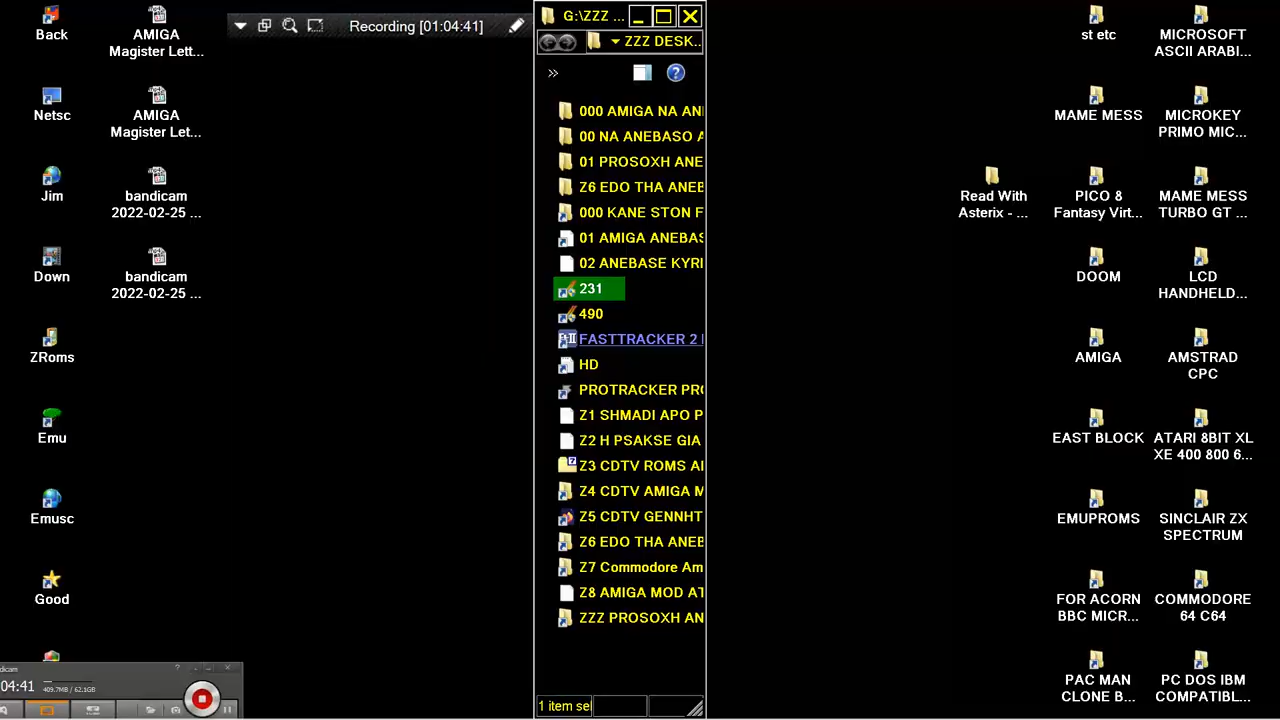 Back
AMIGA
Magister Lett...
Recording [01:04:41]
G:\ZZZ ...
ZZZ DESK..
»
Netsc
AMIGA
Magister Let...
Jim
bandicam
2022-02-25 ...
Down
bandicam
2022-02-25 ...
ZRoms
Emu
Emusc
Good
000 AMIGA NA ANI
00 NA ANEBASO A
01 PROSOXH ANE
Z6 EDO THA ANEB
000 KANE STON F
01 AMIGA ANEBAS
02 ANEBASE KYRI
231
490
FASTTRACKER 2
HD
PROTRACKER PRO
Z1 SHMADI APO P
Z2 H PSAKSE GIA
Z3 CDTV ROMS AI
Z4 CDTV AMIGA M
Z5 CDTV GENNHT
Z6 EDO THA ANEB
Z7 Commodore Am
Z8 AMIGA MOD AT
ZZZ PROSOXH AN
1 item sel
st etc
MICROSOFT
ASCII ARABI...
MAME MESS
MICROKEY
PRIMO MIC...
Read With
Asterix - ...
PICO 8
Fantasy Virt...
MAME MESS
TURBO GT ...
DOOM
LCD
HANDHELD...
AMIGA
AMSTRAD
CPC
EAST BLOCK
ATARI 8BIT XL
XE 400 800 6...
EMUPROMS
SINCLAIR ZX
SPECTRUM
FOR ACORN
BBC MICR...
COMMODORE
64 C64
PAC MAN
CLONE B...
PC DOS IBM
COMPATIBL...
dicam
04:41
409.7MB / 62.1GB